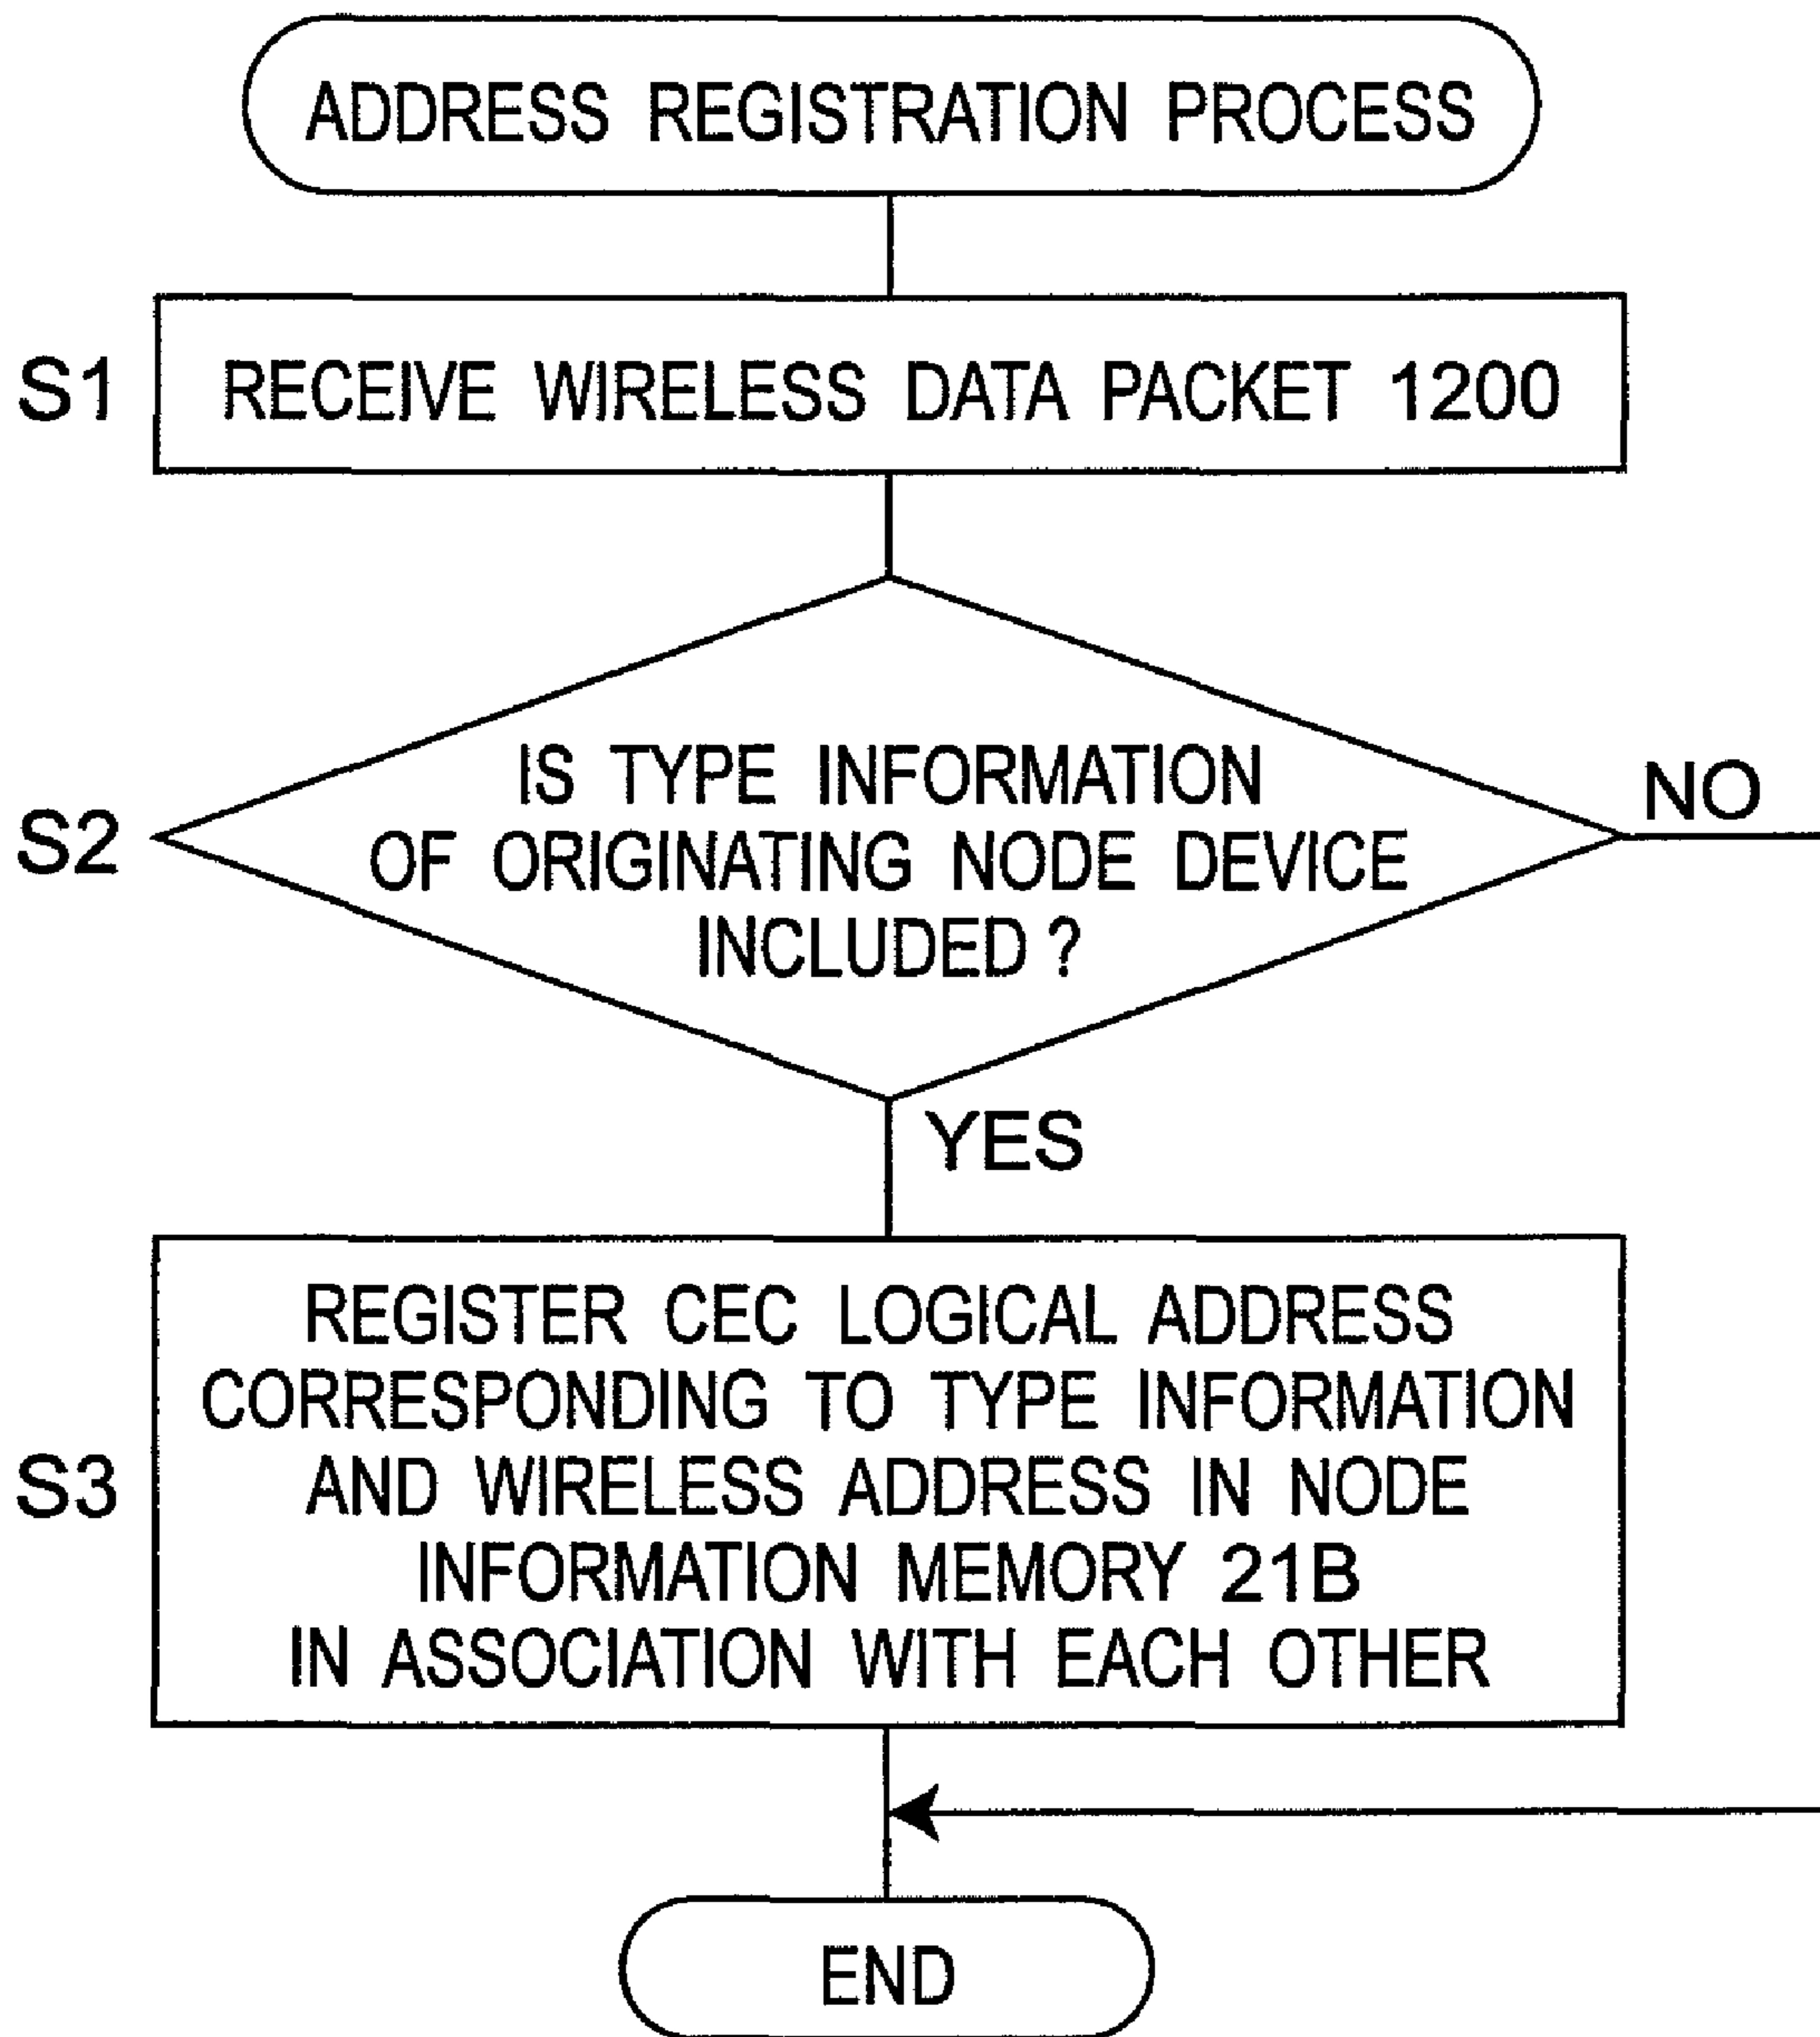 ADDRESS REGISTRATION PROCESS
S1
RECEIVE WIRELESS DATA PACKET 1200
S2
IS TYPE INFORMATION
OF ORIGINATING NODE DEVICE
INCLUDED ?
NO
YES
S3
REGISTER CEC LOGICAL ADDRESS
CORRESPONDING TO TYPE INFORMATION
AND WIRELESS ADDRESS IN NODE
INFORMATION MEMORY 21B
IN ASSOCIATION WITH EACH OTHER
END